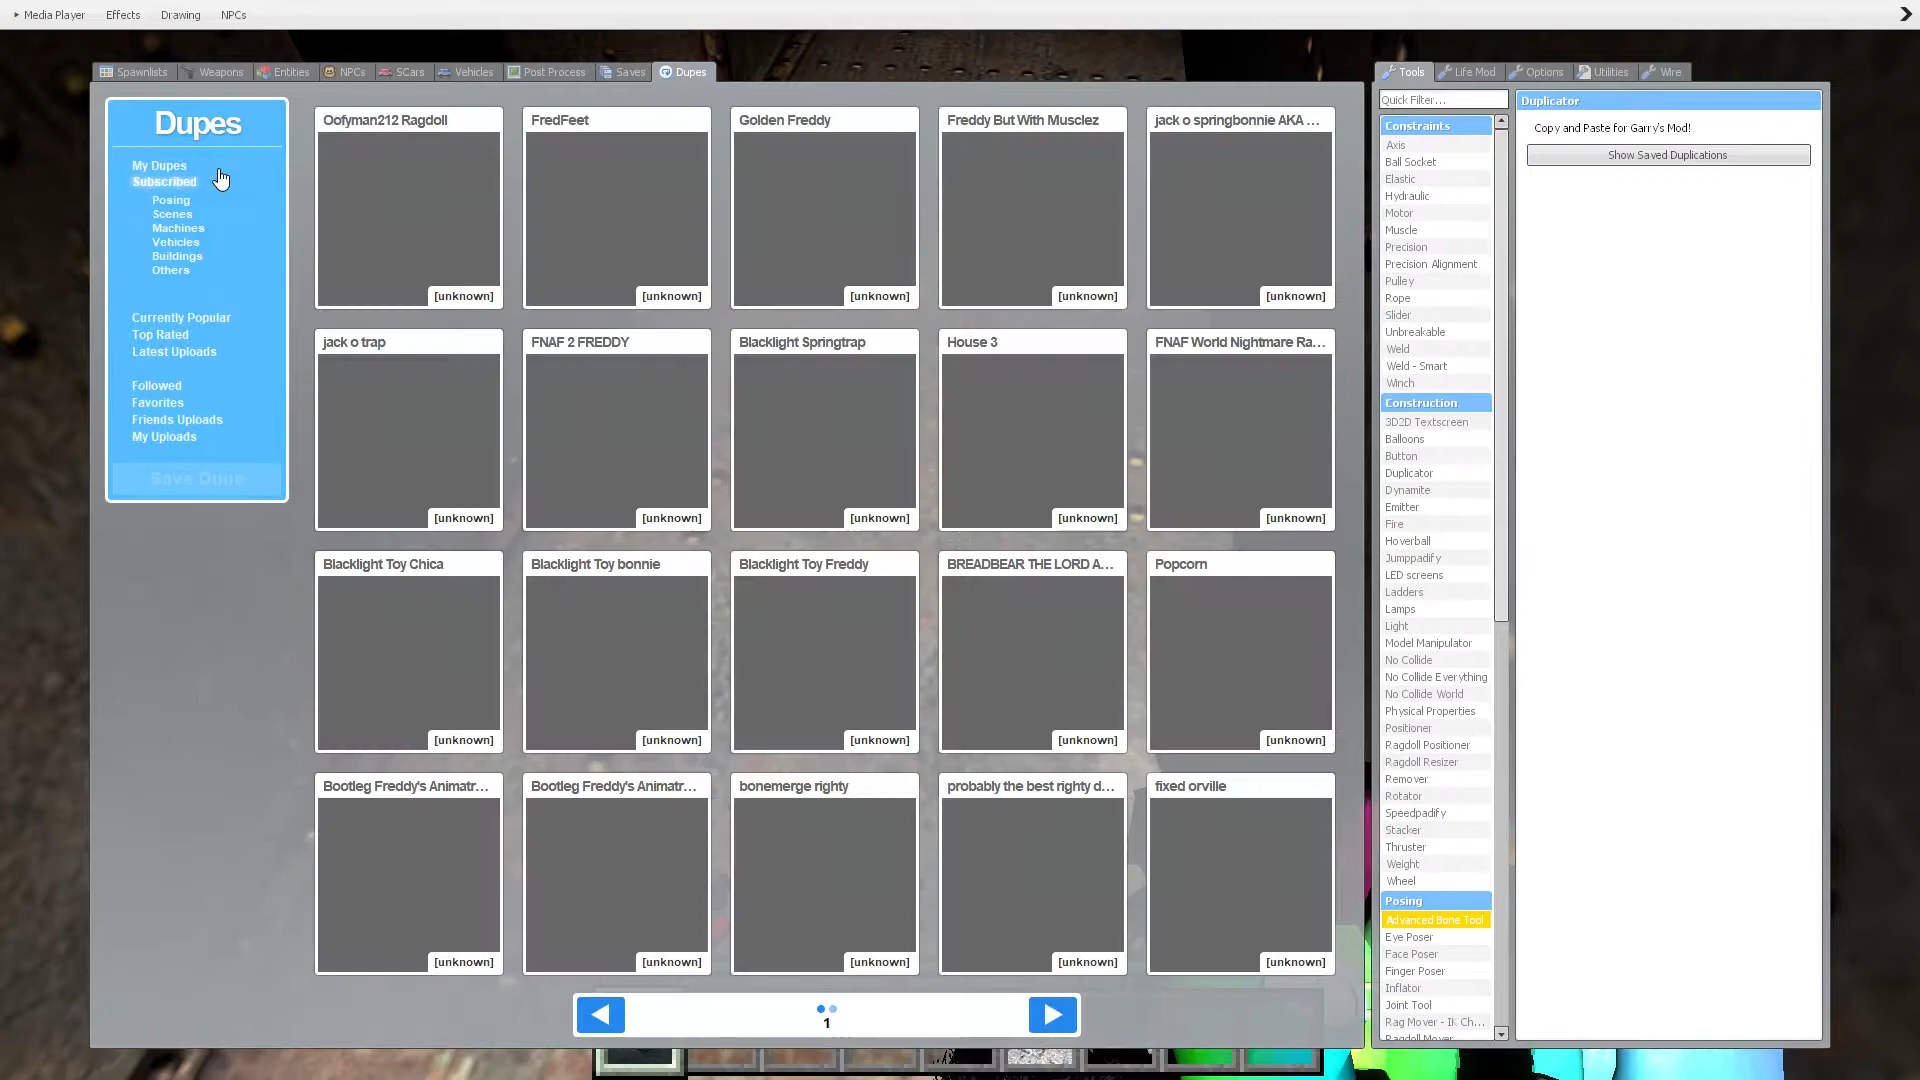 Media Player Effects Drawing NPCs
Spawnlists Weapons Entities NPCs SCars Vehicles Post Process Saves Dupes
Dupes
My Dupes
Subscribed
Posing
Scenes
Machines
Vehicles
Buildings
Others
Currently Popular
Top Rated
Latest Uploads
Followed
Favorites
Friends Uploads
My Uploads
Save Dupe
Oofyman212 Ragdoll FredFeet Golden Freddy Freddy But With Musclez jack o springbonnie AKA ...
[unknown] [unknown] [unknown] [unknown] [unknown]
jack o trap FNAF 2 FREDDY Blacklight Springtrap House 3 FNAF World Nightmare Ra...
[unknown] [unknown] [unknown] [unknown] [unknown]
Blacklight Toy Chica Blacklight Toy bonnie Blacklight Toy Freddy BREADBEAR THE LORD A... Popcorn
[unknown] [unknown] [unknown] [unknown] [unknown]
Bootleg Freddy's Animatr... Bootleg Freddy's Animatr... bonemerge righty probably the best righty d... fixed orville
[unknown] [unknown] [unknown] [unknown] [unknown]
1
Tools Life Mod Options Utilities Wire
Quick Filter...
Constraints
Axis
Ball Socket
Elastic
Hydraulic
Motor
Muscle
Precision
Precision Alignment
Pulley
Rope
Slider
Unbreakable
Weld
Weld - Smart
Winch
Construction
3D2D Textscreen
Balloons
Button
Duplicator
Dynamite
Emitter
Fire
Hoverball
Jumppadify
LED screens
Ladders
Lamps
Light
Model Manipulator
No Collide
No Collide Everything
No Collide World
Physical Properties
Positioner
Ragdoll Positioner
Ragdoll Resizer
Remover
Rotator
Speedpadify
Stacker
Thruster
Weight
Wheel
Posing
Advanced Bone Tool
Eye Poser
Face Poser
Finger Poser
Inflator
Joint Tool
Rag Mover - IK Ch...
Ragdoll Mover
Duplicator
Copy and Paste for Garry's Mod!
Show Saved Duplications